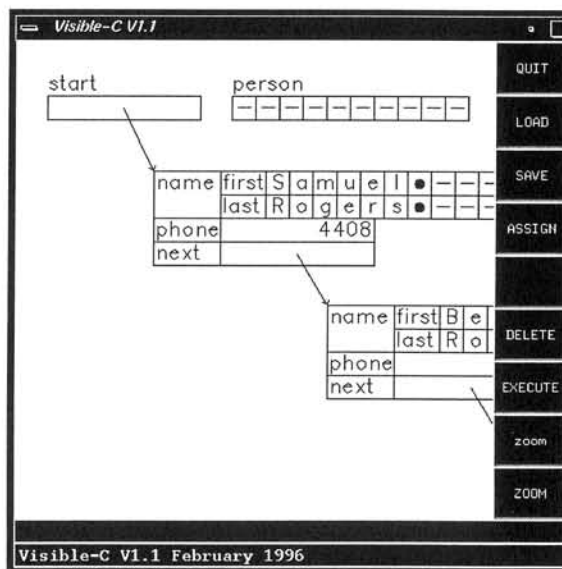 Visible-C V1.1
QUIT
start person
— — — — — — — — — —
LOAD
SAVE
name first S a m u e l ● — — —
last R o g e r s ● — — —
phone 4408
ASSIGN
next
name first B e
last R o
DELETE
phone
next
EXECUTE
zoom
ZOOM
Visible-C V1.1 February 1996